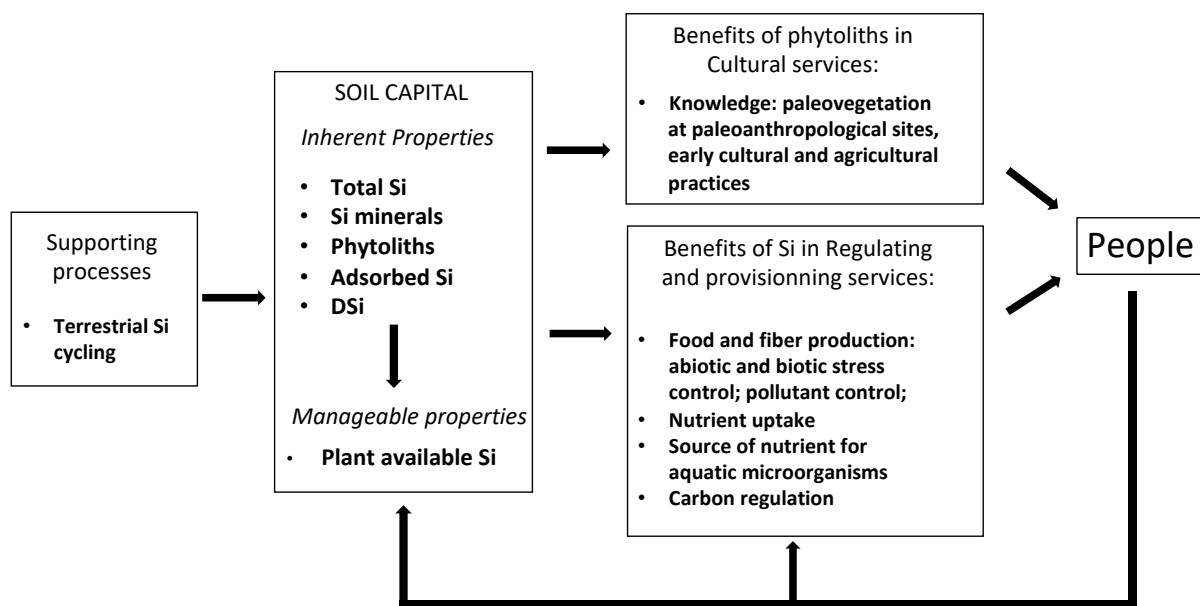 Supporting
processes
• Terrestrial Si
cycling
SOIL CAPITAL
Inherent Properties
• Total Si
• Si minerals
• Phytoliths
• Adsorbed Si
• DSi
Manageable properties
• Plant available Si
Benefits of phytoliths in
Cultural services:
• Knowledge: paleovegetation
at paleoanthropological sites,
early cultural and agricultural
practices
Benefits of Si in Regulating
and provisionning services:
• Food and fiber production:
abiotic and biotic stress
control; pollutant control;
• Nutrient uptake
• Source of nutrient for
aquatic microorganisms
• Carbon regulation
People